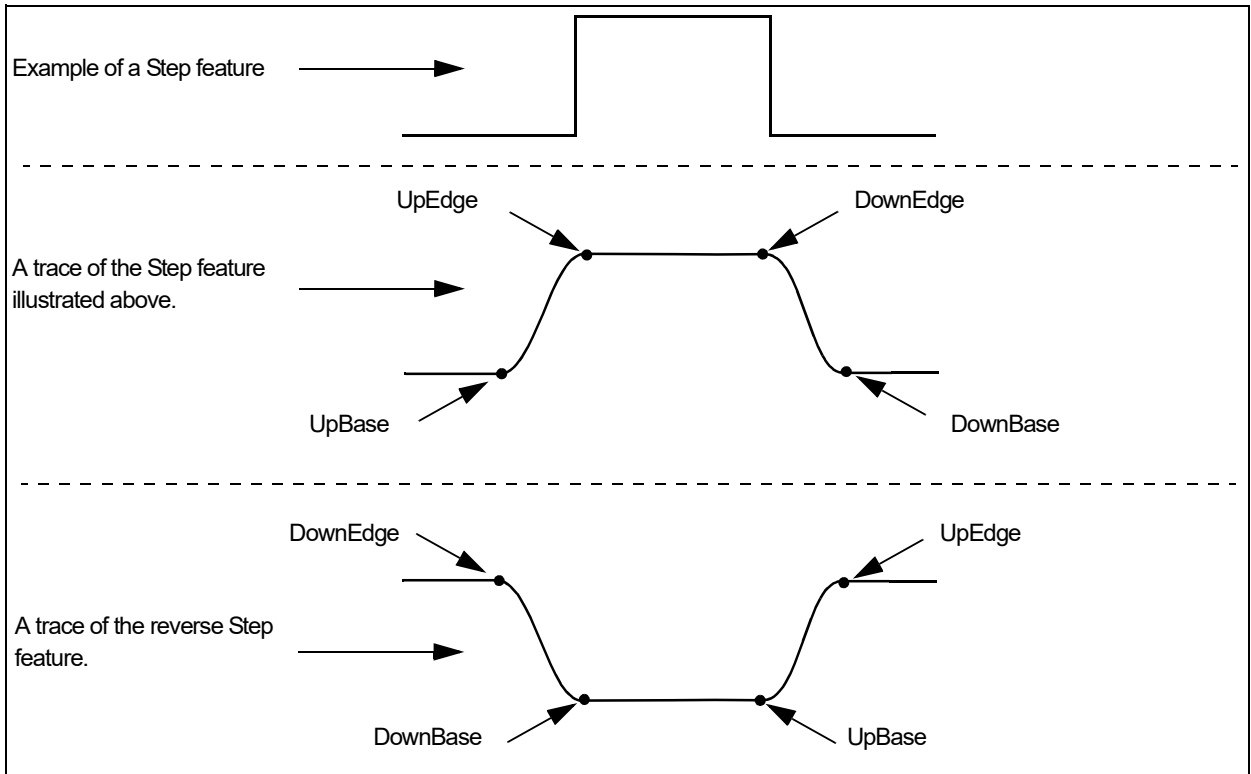 Example of a Step feature
UpEdge
DownEdge
A trace of the Step feature
illustrated above.
UpBase
DownBase
DownEdge
UpEdge
A trace of the reverse Step
feature.
DownBase
UpBase